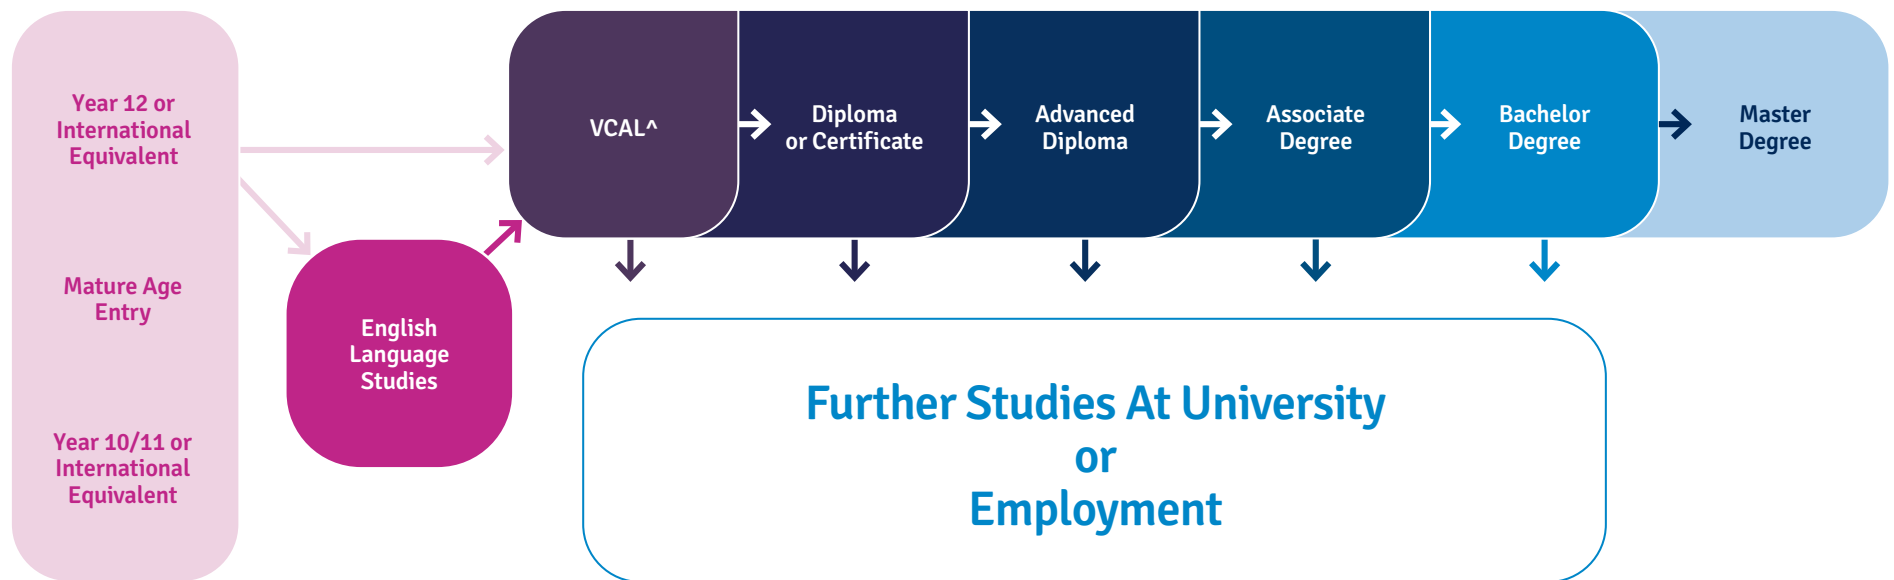 Year 12 or
International
Equivalent
Mature Age
Entry
Year 10/11 or
International
Equivalent
English
Language
Studies
VCAL^
Diploma
or Certificate
Advanced
Diploma
Associate
Degree
Bachelor
Degree
Master
Degree
Further Studies At University
or
Employment